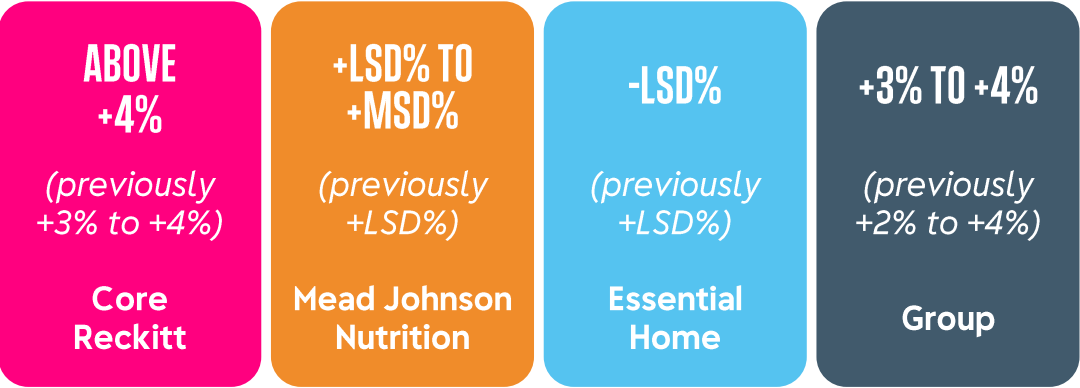 ABOVE
+4%
(previously
+3% to +4%)
Core
Reckitt
+LSD% TO
+MSD%
(previously
+LSD%)
Mead Johnson
Nutrition
-LSD%
(previously
+LSD%)
Essential
Home
+3% TO +4%
(previously
+2% to +4%)
Group